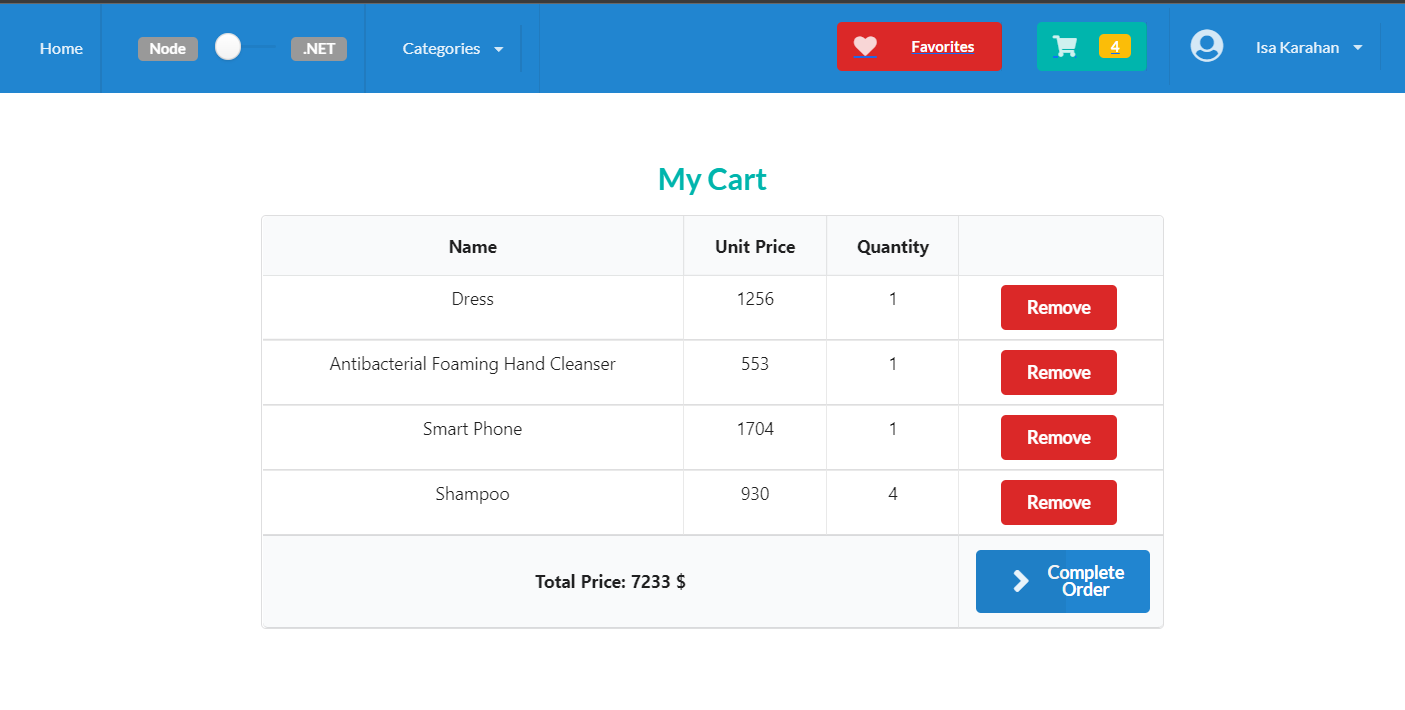 Home Node .NET Categories Favorites 4 Isa Karahan
My Cart
Name Unit Price Quantity
Dress 1256 1 Remove
Antibacterial Foaming Hand Cleanser 553 1 Remove
Smart Phone 1704 1 Remove
Shampoo 930 4 Remove
Total Price: 7233 $ Complete
Order